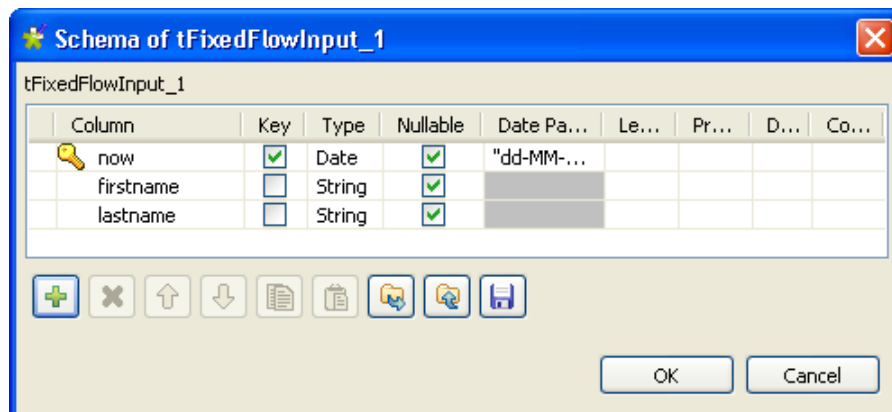 Schema of tFixedFlowInput_1
tFixedFlowInput_1
Column Key Type Nullable Date Pa... Le... Pr... D... Co...
now Date "dd-MM-...
firstname String
lastname String
OK Cancel